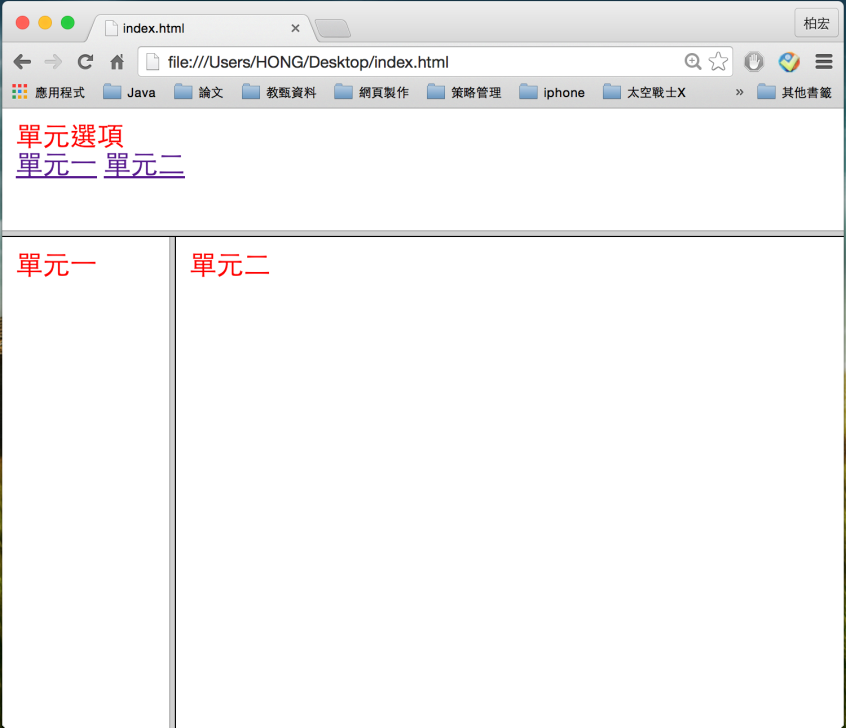 index.html
柏宏
file:///Users/HONG/Desktop/index.html
應用程式 Java 論文 教甄資料 網頁製作 策略管理 iphone 太空戰士X » 其他書籤
單元選項
單元一 單元二
單元一 單元二